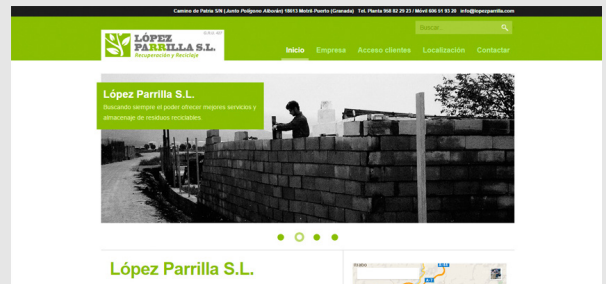 Camino de Patria S/N (Junto Polígono Alborán) 18613 Motril-Puerto (Granada) Tel. Planta 958 82 29 23 / Móvil 606 51 93 20 info@lopezparrilla.com
Buscar...
LÓPEZ
PARRILLA S.L.
Recuperación y Reciclaje
Inicio Empresa Acceso clientes Localización Contactar
López Parrilla S.L.
Buscando siempre el poder ofrecer mejores servicios y
almacenaje de residuos reciclables.
López Parrilla S.L.